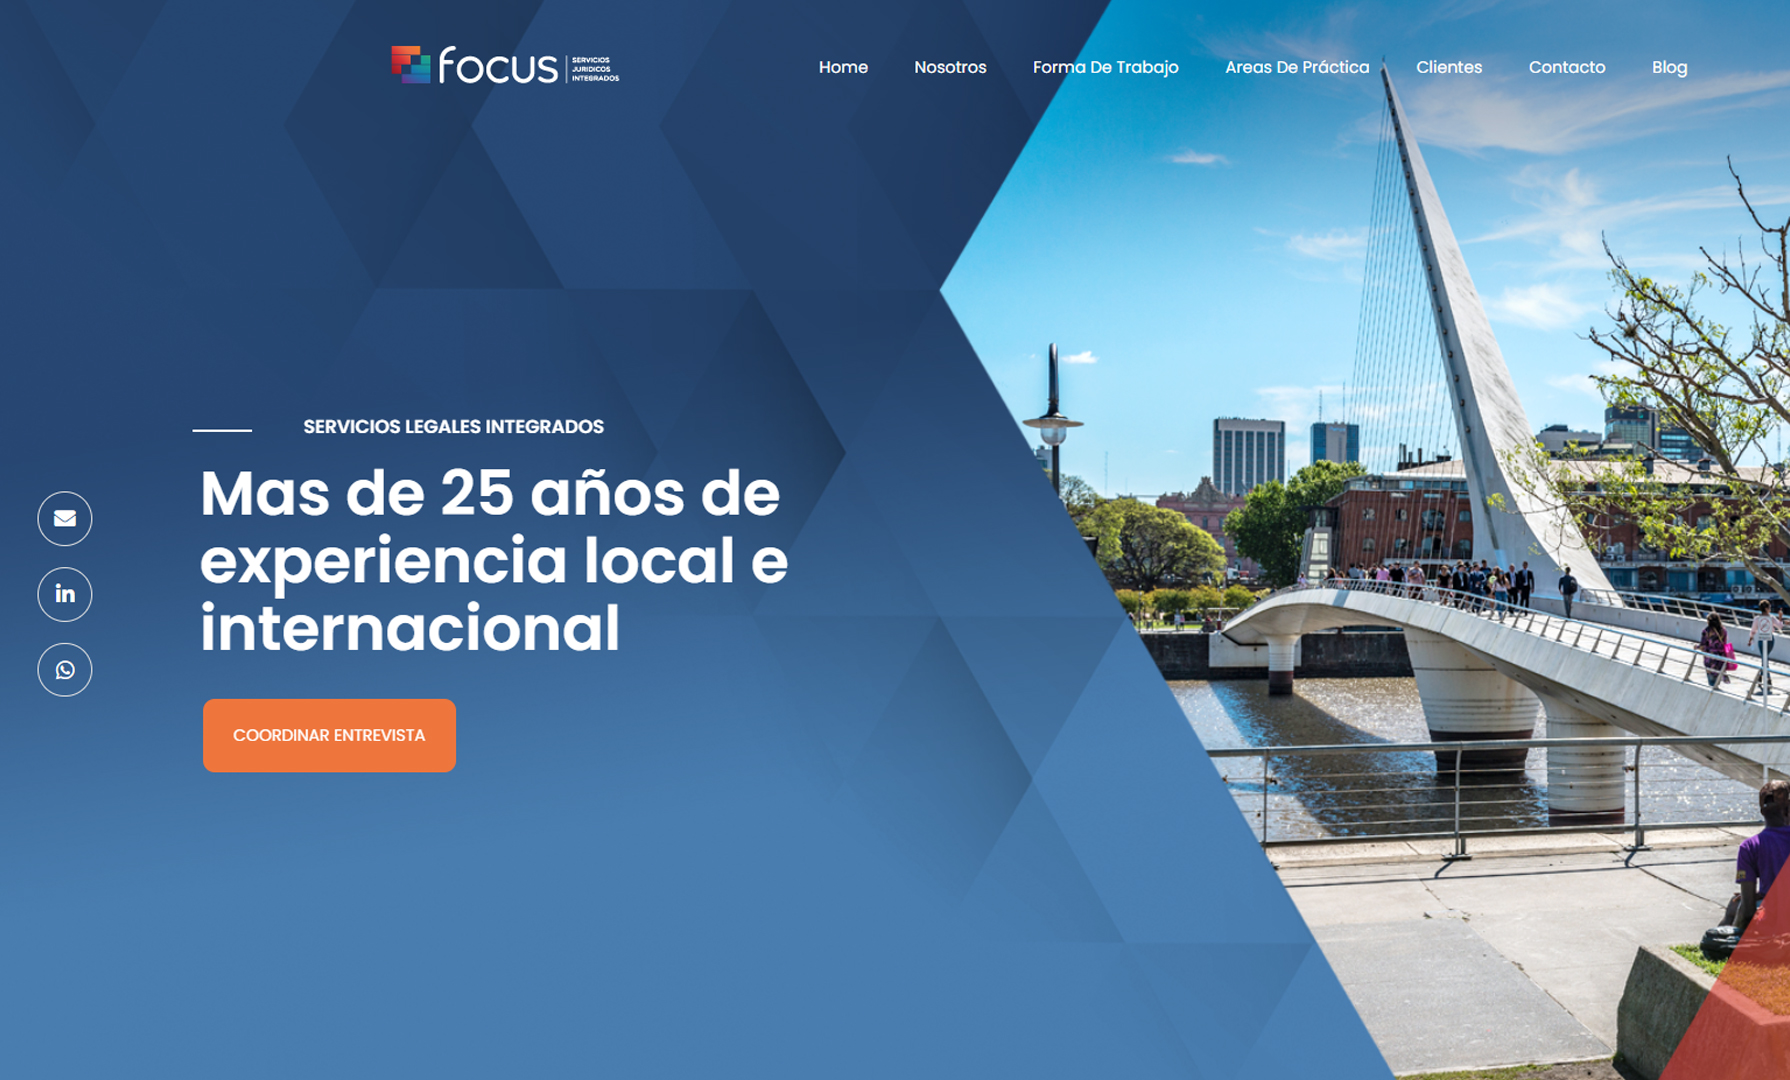 focus
SERVICIOS
JURIDICOS
INTEGRADOS
Home Nosotros Forma De Trabajo Areas De Práctica Clientes Contacto Blog
SERVICIOS LEGALES INTEGRADOS
Mas de 25 años de
experiencia local e
internacional
COORDINAR ENTREVISTA